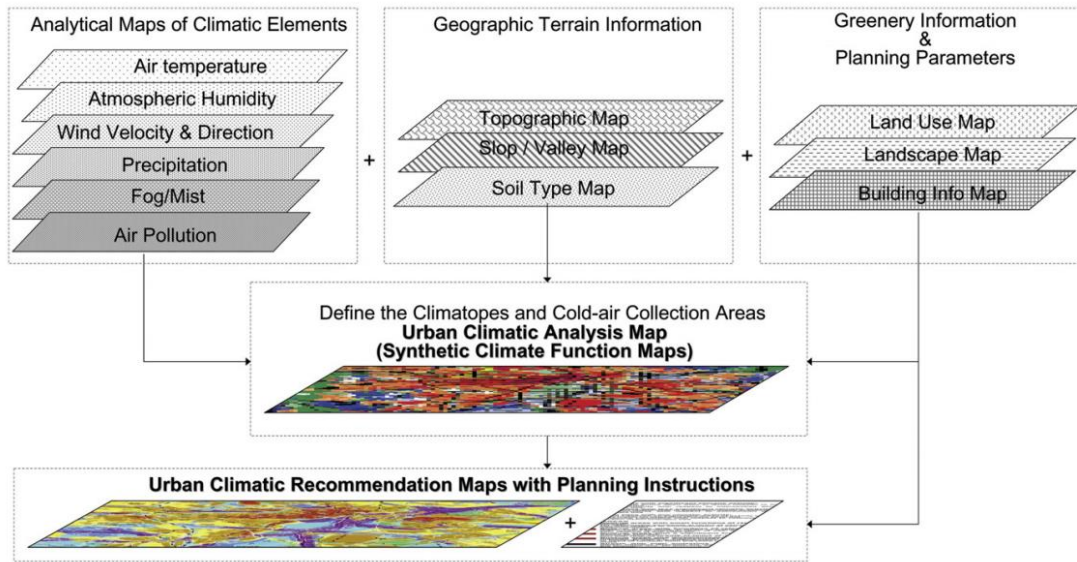 Analytical Maps of Climatic Elements
Air temperature
Atmospheric Humidity
Wind Velocity & Direction
Precipitation
Fog/Mist
Air Pollution
+
Geographic Terrain Information
Topographic Map
Slop / Valley Map
Soil Type Map
+
Greenery Information
&
Planning Parameters
Land Use Map
Landscape Map
Building Info Map
Define the Climatopes and Cold-air Collection Areas
Urban Climatic Analysis Map
(Synthetic Climate Function Maps)
Urban Climatic Recommendation Maps with Planning Instructions
+